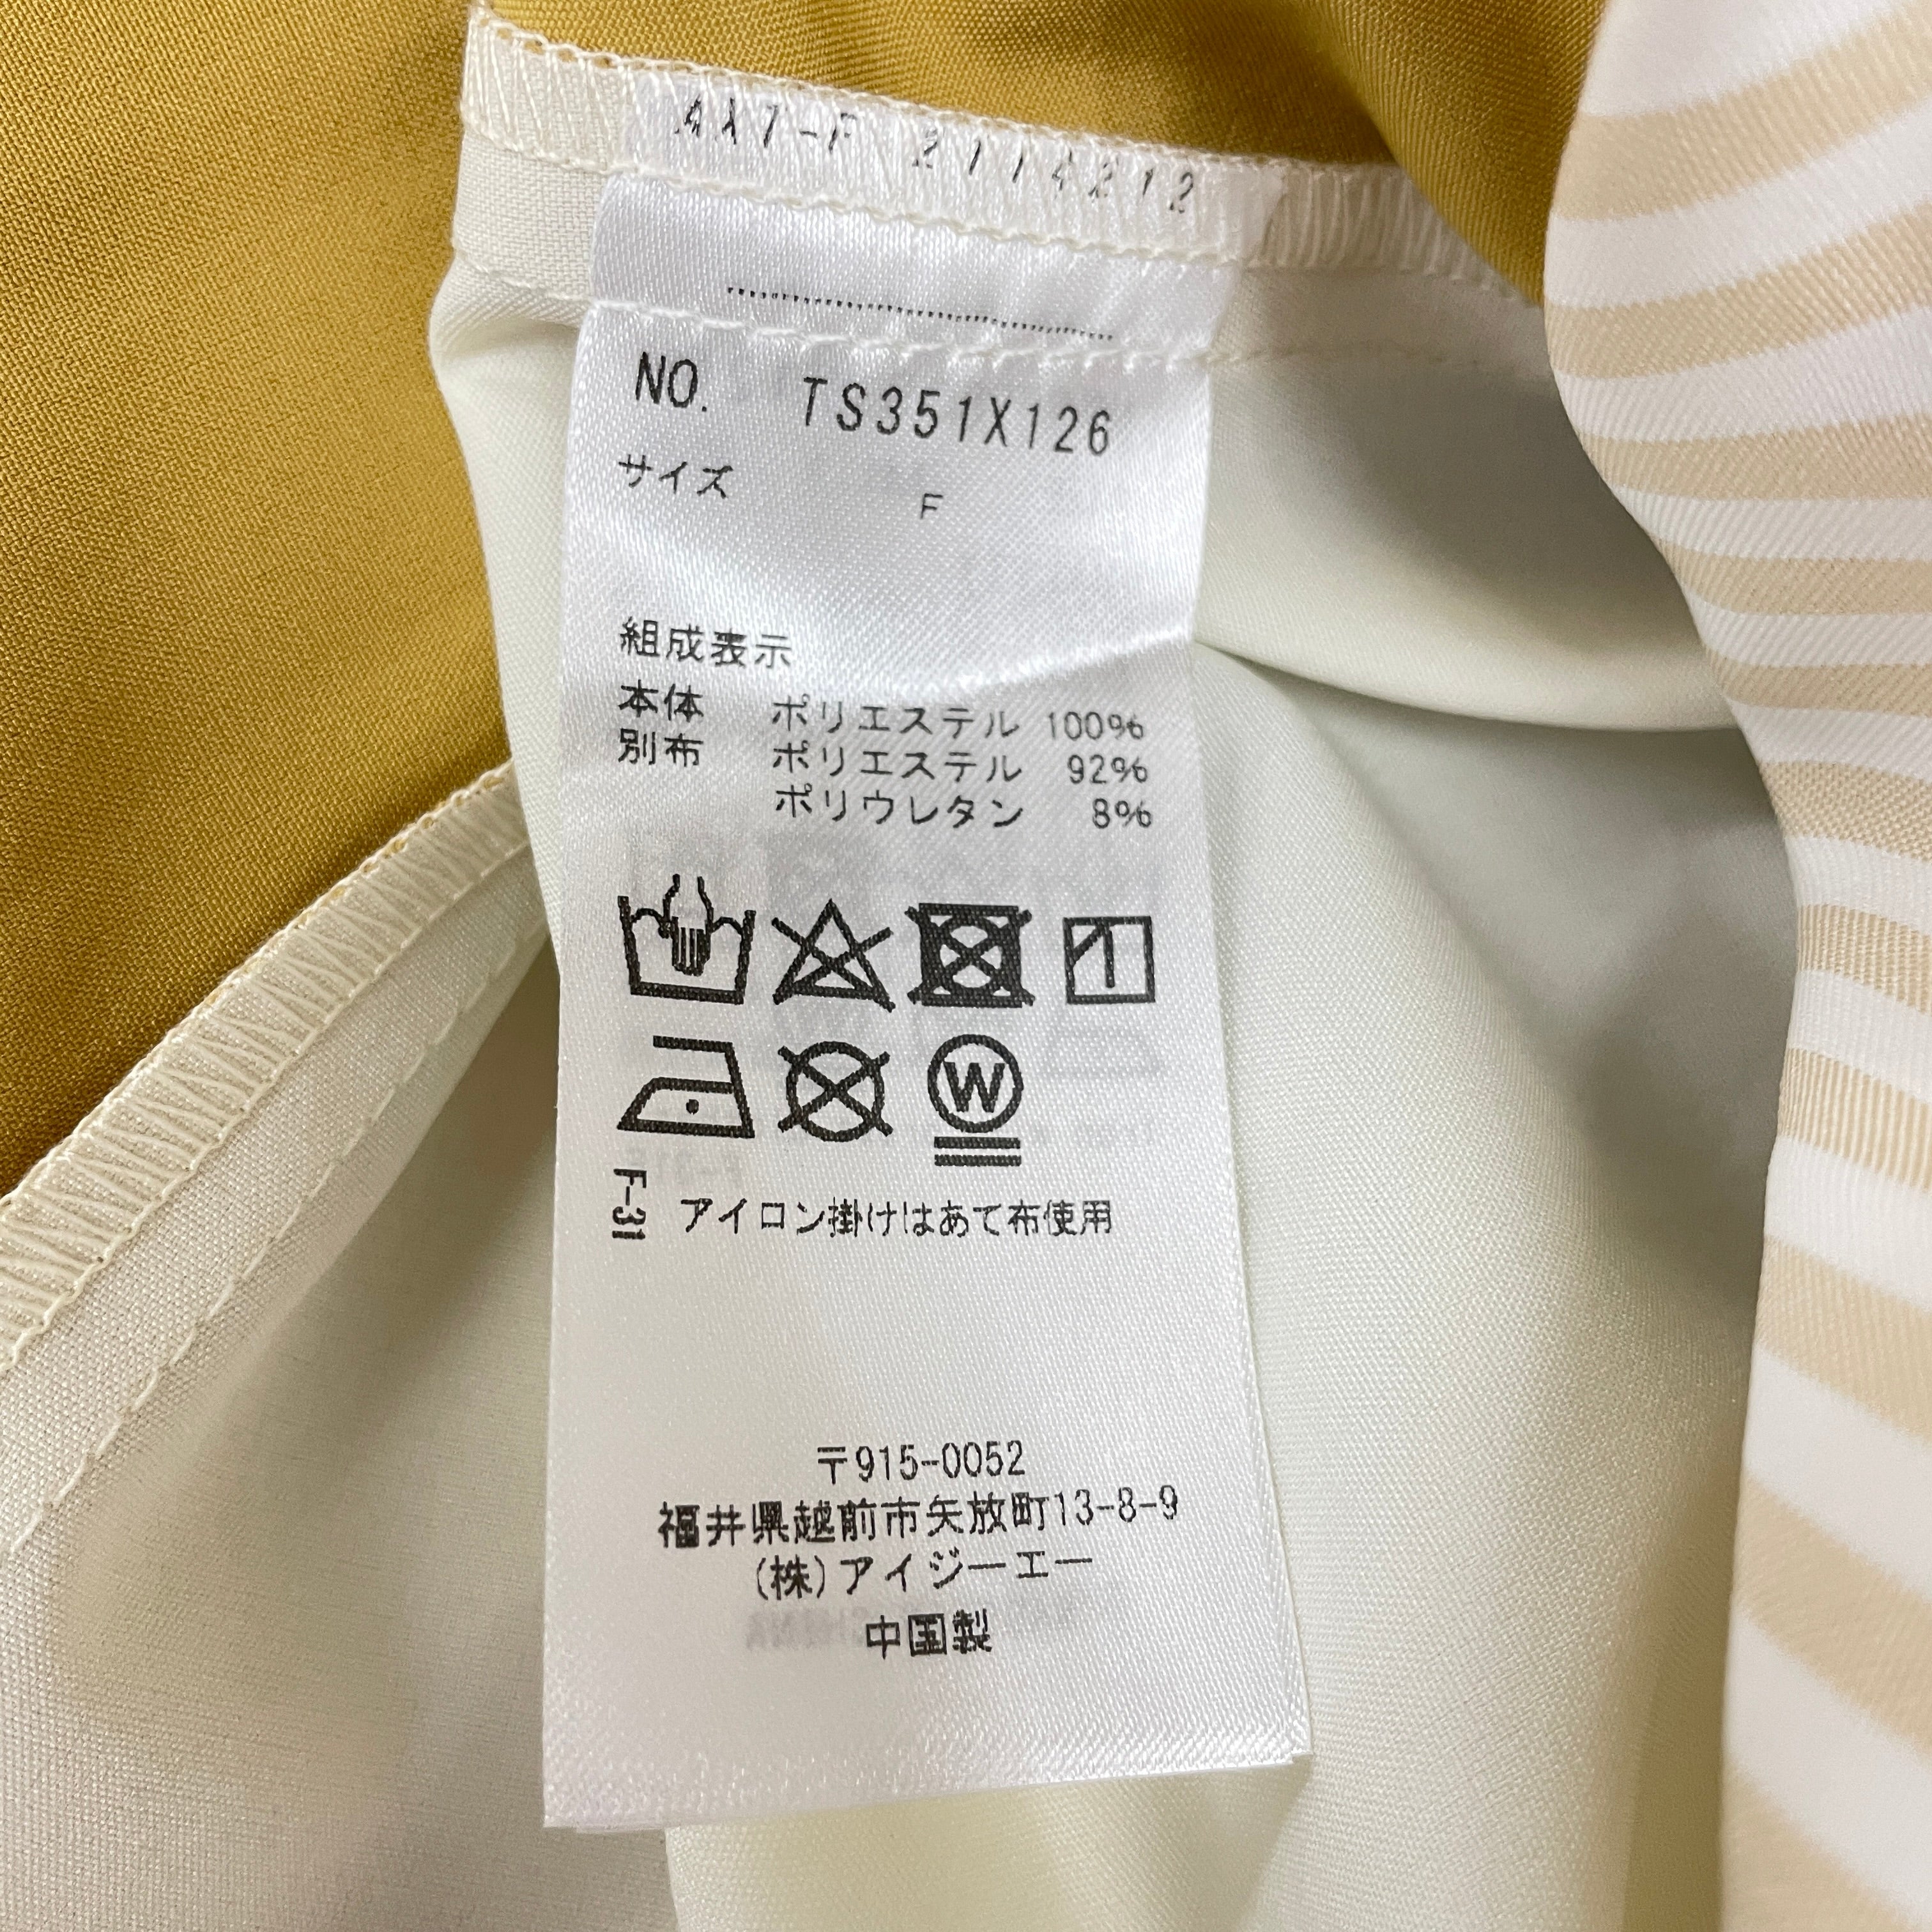 AX7-F 2114212
NO. TS351X126
サイズ F
組成表示
本体 ポリエステル 100%
別布 ポリエステル 92%
ポリウレタン 8%
W
F-31 アイロン掛けはあて布使用
〒915-0052
福井県越前市矢放町13-8-9
(株)アイジーエー
中国製